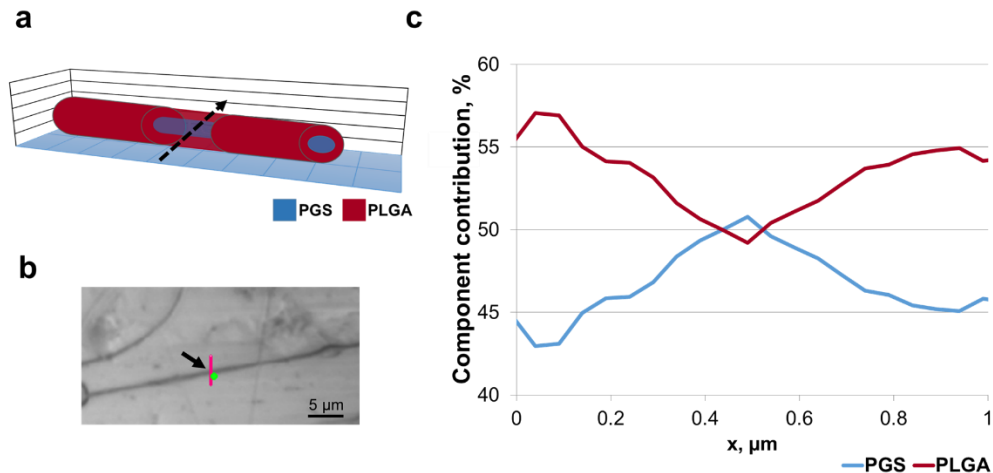 a
PGS PLGA
b
5 µm
c
Component contribution, %
60
55
50
45
40
0 0.2 0.4 0.6 0.8 1
x, µm
PGS PLGA